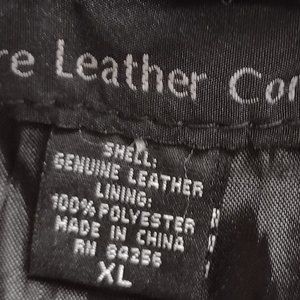 re Leather Co
SHELL:
GENUINE LEATHER
LINING:
100% POLYESTER
MADE IN CHINA
RN 84256
XL